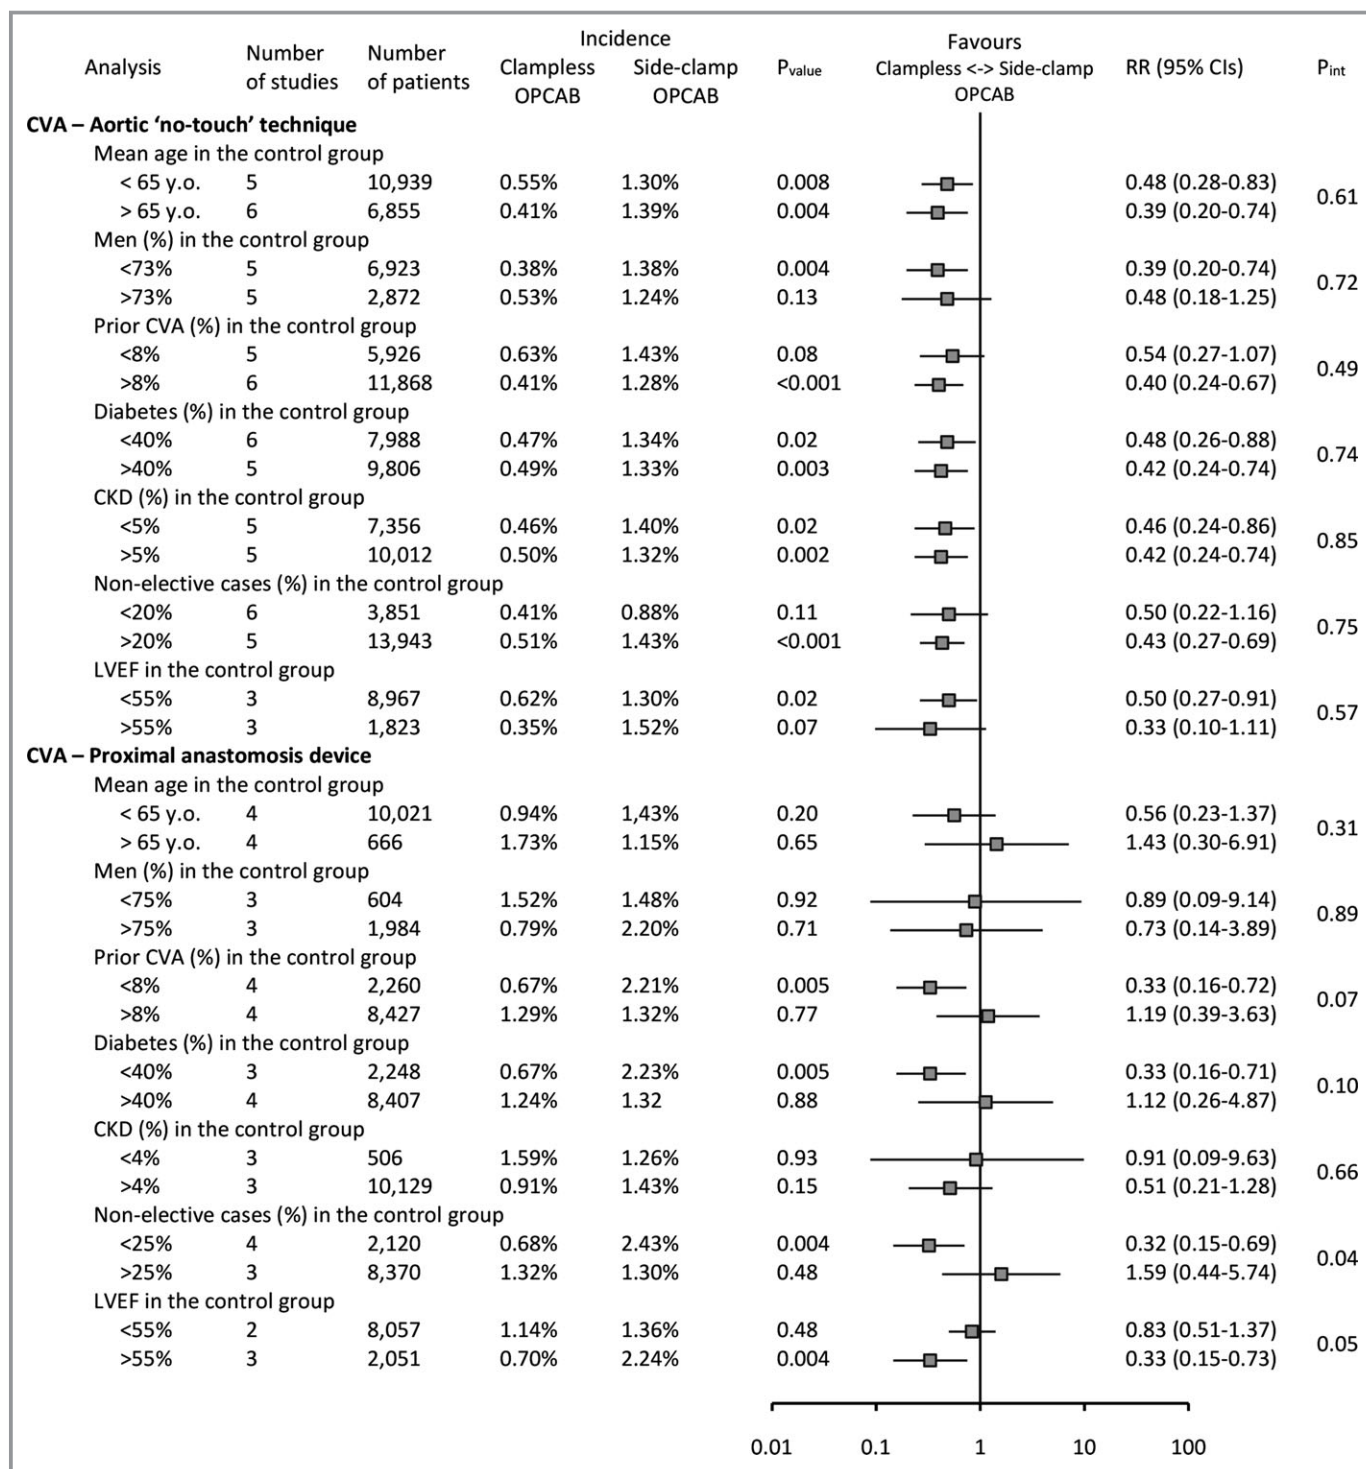 Analysis Number of studies Number of patients Incidence Clampless OPCAB Side-clamp OPCAB Pvalue Favours Clampless <-> Side-clamp OPCAB RR (95% CIs) Pint
CVA – Aortic ‘no-touch’ technique
Mean age in the control group
< 65 y.o. 5 10,939 0.55% 1.30% 0.008 0.48 (0.28-0.83)
0.61
> 65 y.o. 6 6,855 0.41% 1.39% 0.004 0.39 (0.20-0.74)
Men (%) in the control group
<73% 5 6,923 0.38% 1.38% 0.004 0.39 (0.20-0.74)
0.72
>73% 5 2,872 0.53% 1.24% 0.13 0.48 (0.18-1.25)
Prior CVA (%) in the control group
<8% 5 5,926 0.63% 1.43% 0.08 0.54 (0.27-1.07)
0.49
>8% 6 11,868 0.41% 1.28% <0.001 0.40 (0.24-0.67)
Diabetes (%) in the control group
<40% 6 7,988 0.47% 1.34% 0.02 0.48 (0.26-0.88)
0.74
>40% 5 9,806 0.49% 1.33% 0.003 0.42 (0.24-0.74)
CKD (%) in the control group
<5% 5 7,356 0.46% 1.40% 0.02 0.46 (0.24-0.86)
0.85
>5% 5 10,012 0.50% 1.32% 0.002 0.42 (0.24-0.74)
Non-elective cases (%) in the control group
<20% 6 3,851 0.41% 0.88% 0.11 0.50 (0.22-1.16)
0.75
>20% 5 13,943 0.51% 1.43% <0.001 0.43 (0.27-0.69)
LVEF in the control group
<55% 3 8,967 0.62% 1.30% 0.02 0.50 (0.27-0.91)
0.57
>55% 3 1,823 0.35% 1.52% 0.07 0.33 (0.10-1.11)
CVA – Proximal anastomosis device
Mean age in the control group
< 65 y.o. 4 10,021 0.94% 1,43% 0.20 0.56 (0.23-1.37)
0.31
> 65 y.o. 4 666 1.73% 1.15% 0.65 1.43 (0.30-6.91)
Men (%) in the control group
<75% 3 604 1.52% 1.48% 0.92 0.89 (0.09-9.14)
0.89
>75% 3 1,984 0.79% 2.20% 0.71 0.73 (0.14-3.89)
Prior CVA (%) in the control group
<8% 4 2,260 0.67% 2.21% 0.005 0.33 (0.16-0.72)
0.07
>8% 4 8,427 1.29% 1.32% 0.77 1.19 (0.39-3.63)
Diabetes (%) in the control group
<40% 3 2,248 0.67% 2.23% 0.005 0.33 (0.16-0.71)
0.10
>40% 4 8,407 1.24% 1.32 0.88 1.12 (0.26-4.87)
CKD (%) in the control group
<4% 3 506 1.59% 1.26% 0.93 0.91 (0.09-9.63)
0.66
>4% 3 10,129 0.91% 1.43% 0.15 0.51 (0.21-1.28)
Non-elective cases (%) in the control group
<25% 4 2,120 0.68% 2.43% 0.004 0.32 (0.15-0.69)
0.04
>25% 3 8,370 1.32% 1.30% 0.48 1.59 (0.44-5.74)
LVEF in the control group
<55% 2 8,057 1.14% 1.36% 0.48 0.83 (0.51-1.37)
0.05
>55% 3 2,051 0.70% 2.24% 0.004 0.33 (0.15-0.73)
0.01 0.1 1 10 100